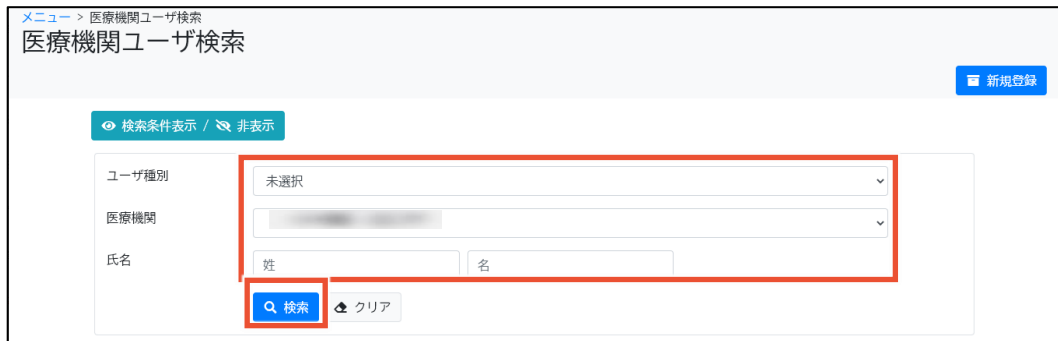 メニュー > 医療機関ユーザ検索
医療機関ユーザ検索
新規登録
検索条件表示 / 非表示
ユーザ種別 未選択
医療機関
氏名 姓 名
検索 クリア